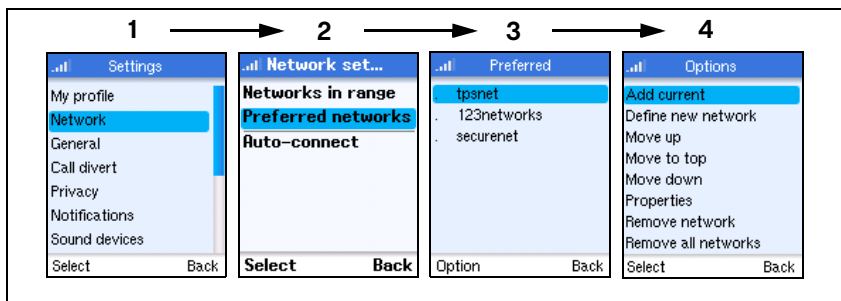 1 2 3 4
Settings
My profile
Network
General
Call divert
Privacy
Notifications
Sound devices
Select Back
Network set...
Networks in range
Preferred networks
Auto-connect
Select Back
Preferred
. tpsnet
. 123networks
. securenet
Option Back
Options
Add current
Define new network
Move up
Move to top
Move down
Properties
Remove network
Remove all networks
Select Back